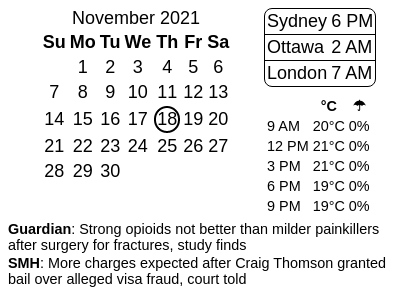 November 2021
Su Mo Tu We Th Fr Sa
1 2 3 4 5 6
7 8 9 10 11 12 13
14 15 16 17 18 19 20
21 22 23 24 25 26 27
28 29 30
Sydney 6 PM
Ottawa 2 AM
London 7 AM
°C ☂
9 AM 20°C 0%
12 PM 21°C 0%
3 PM 21°C 0%
6 PM 19°C 0%
9 PM 19°C 0%
Guardian: Strong opioids not better than milder painkillers
after surgery for fractures, study finds
SMH: More charges expected after Craig Thomson granted
bail over alleged visa fraud, court told